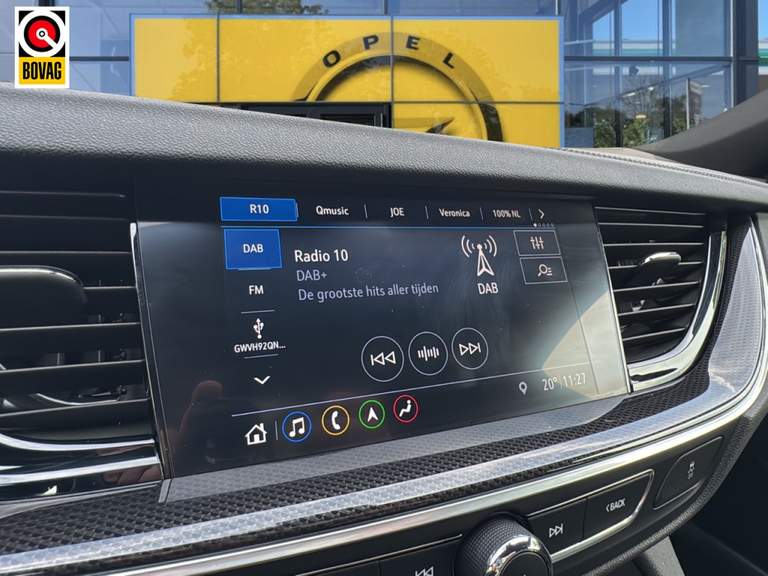 BOVAG
OPEL
R10
Qmusic
JOE
Veronica
100% NL
DAB
Radio 10
DAB+
De grootste hits aller tijden
DAB
FM
GWVH92QN...
20° 11:27
BACK